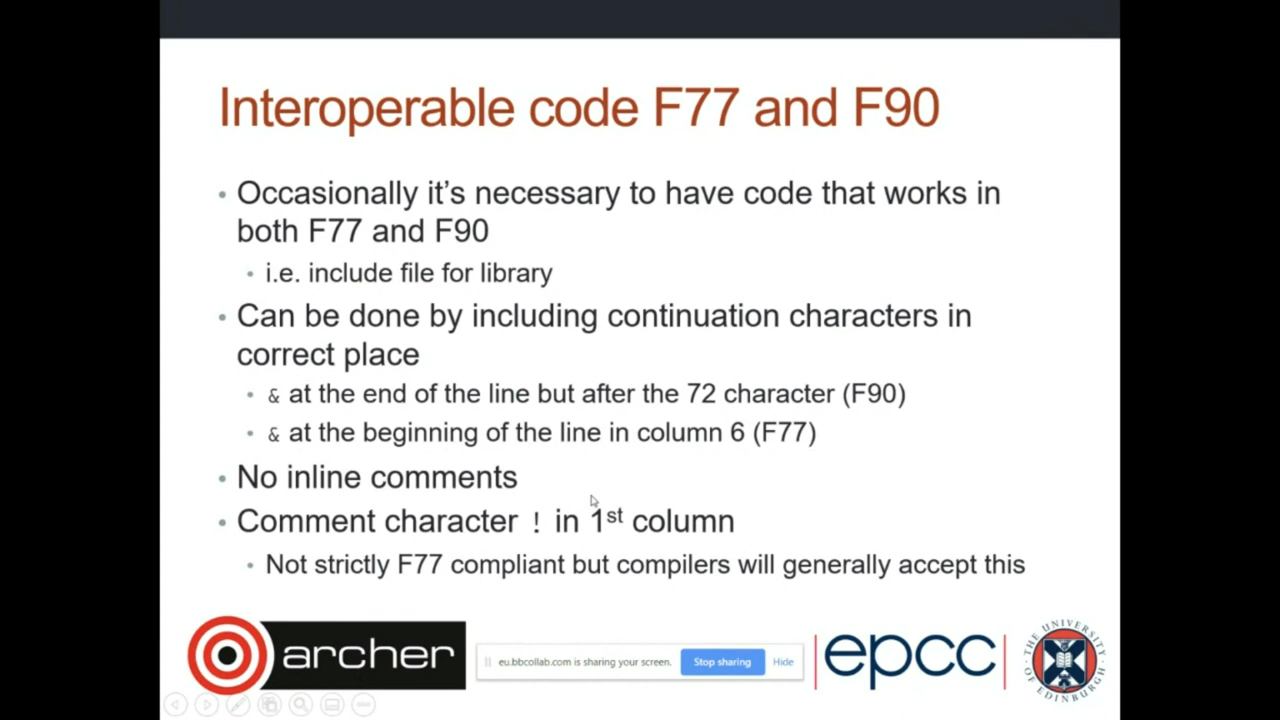 Interoperable code F77 and F90
• Occasionally it's necessary to have code that works in
both F77 and F90
• i.e. include file for library
• Can be done by including continuation characters in
correct place
• & at the end of the line but after the 72 character (F90)
• & at the beginning of the line in column 6 (F77)
• No inline comments
• Comment character ! in 1st column
• Not strictly F77 compliant but compilers will generally accept this
archer
eu.bbcollab.com is sharing your screen. Stop sharing Hide
epcc
THE UNIVERSITY OF EDINBURGH